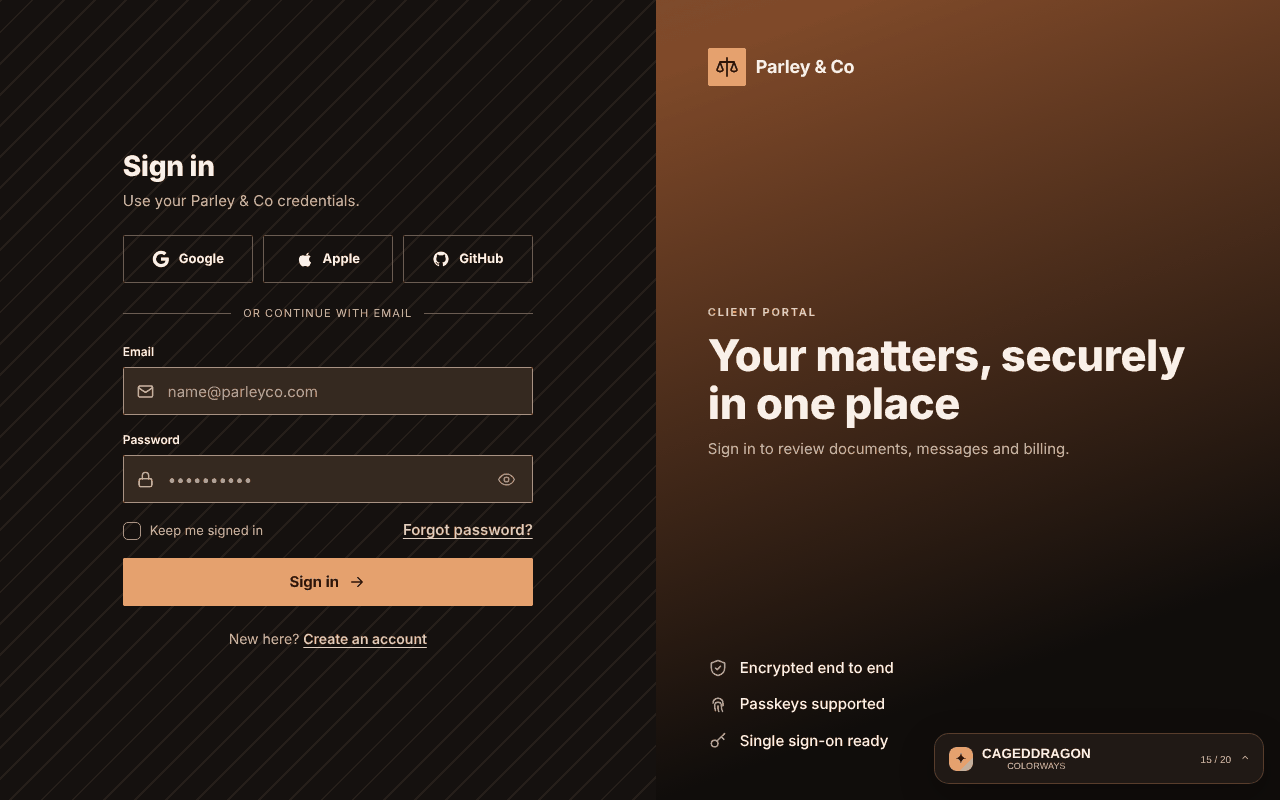 Sign in
Use your Parley & Co credentials.
Google
Apple
GitHub
OR CONTINUE WITH EMAIL
Email
name@parleyco.com
Password
••••••••••
Keep me signed in
Forgot password?
Sign in
New here? Create an account
Parley & Co
CLIENT PORTAL
Your matters, securely
in one place
Sign in to review documents, messages and billing.
Encrypted end to end
Passkeys supported
Single sign-on ready
CAGEDDRAGON
COLORWAYS
15 / 20